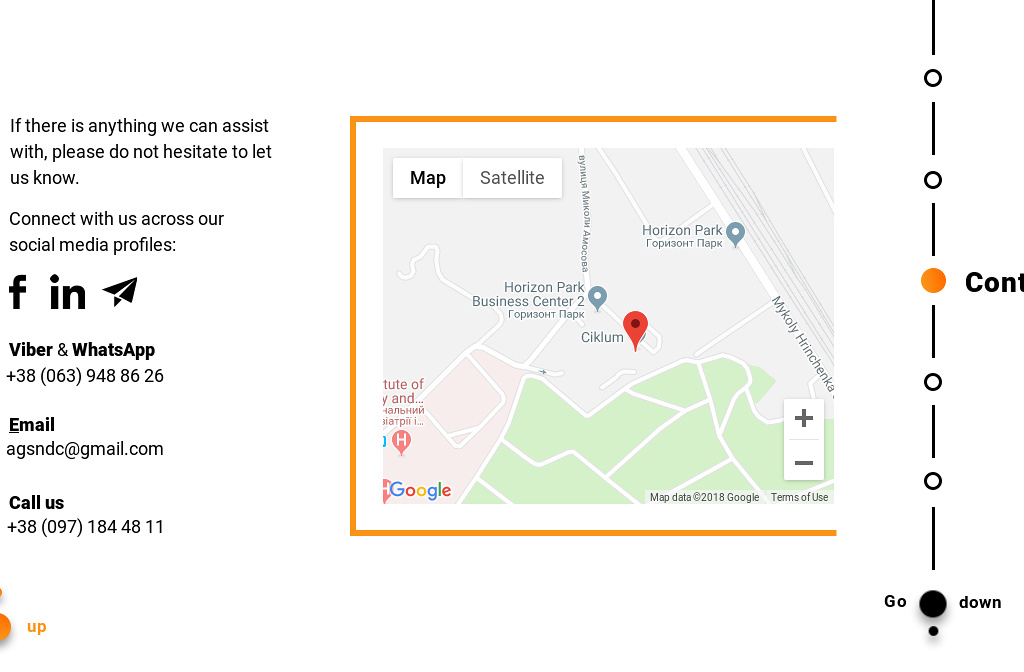 If there is anything we can assist
with, please do not hesitate to let
us know.
Connect with us across our
social media profiles:
f in
Viber & WhatsApp
+38 (063) 948 86 26
Email
agsndc@gmail.com
Call us
+38 (097) 184 48 11
up
Map Satellite
вулиця Миколи Амосова
Horizon Park
Горизонт Парк
Horizon Park
Business Center 2
Горизонт Парк
Ciklum
Mykoly Hrinchenka
tute of
y and...
нальний
зіатрії і...
H
Google
Map data ©2018 Google Terms of Use
Cont
Go down